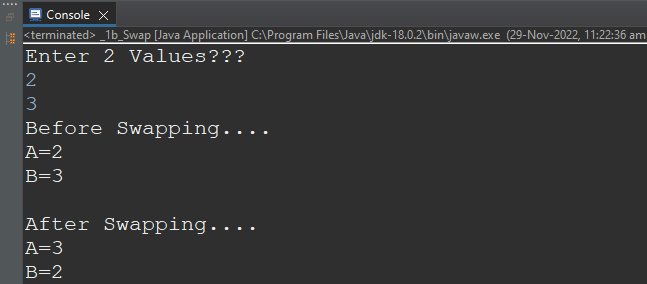 Console
<terminated> _1b_Swap [Java Application] C:\Program Files\Java\jdk-18.0.2\bin\javaw.exe (29-Nov-2022, 11:22:36 am
Enter 2 Values???
2
3
Before Swapping....
A=2
B=3
After Swapping....
A=3
B=2